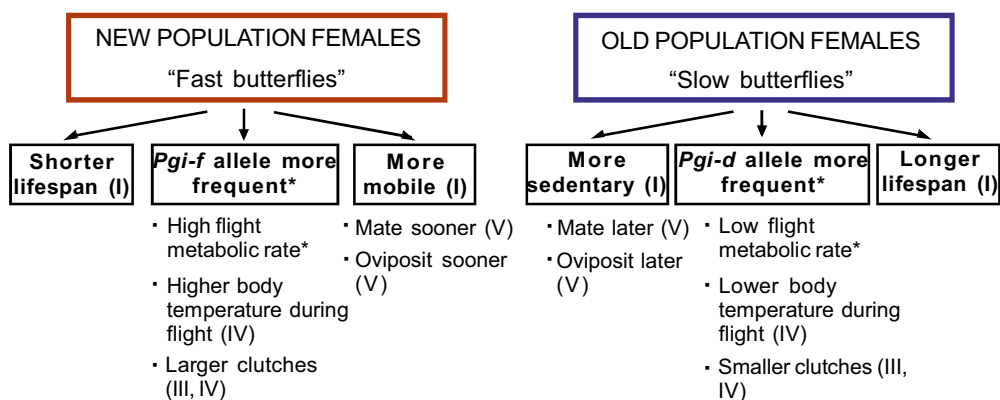 NEW POPULATION FEMALES
“Fast butterflies”
Shorter
lifespan (I)
Pgi-f allele more
frequent*
More
mobile (I)
▪ High flight
metabolic rate*
▪ Higher body
temperature during
flight (IV)
▪ Larger clutches
(III, IV)
▪ Mate sooner (V)
▪ Oviposit sooner
(V)
OLD POPULATION FEMALES
“Slow butterflies”
More
sedentary (I)
Pgi-d allele more
frequent*
Longer
lifespan (I)
▪ Mate later (V)
▪ Oviposit later
(V)
▪ Low flight
metabolic rate*
▪ Lower body
temperature during
flight (IV)
▪ Smaller clutches (III,
IV)